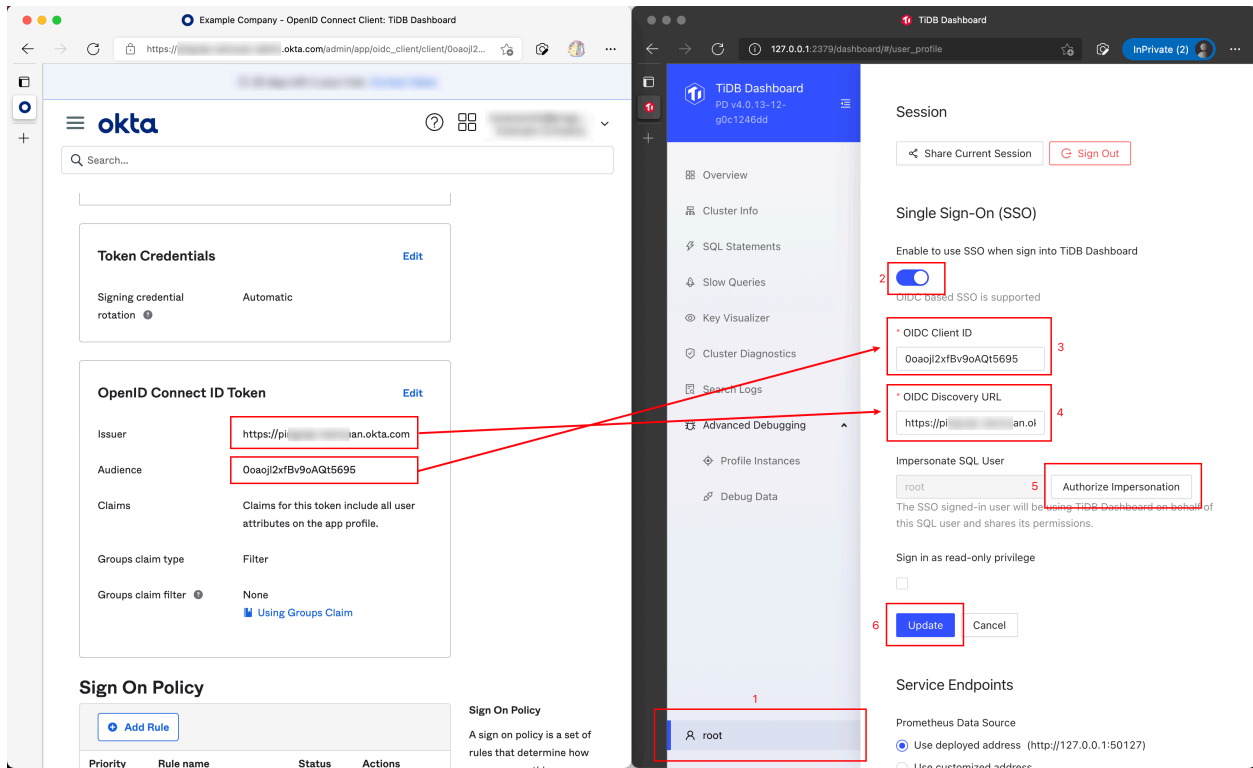 Example Company - OpenID Connect Client: TiDB Dashboard
https://
.okta.com/admin/app/oidc_client/client/0oaojl2...
okta
Search...
Token Credentials
Edit
Signing credential
rotation
Automatic
OpenID Connect ID Token
Edit
Issuer
https://pi an.okta.com
Audience
0oaojl2xfBv9oAQt5695
Claims
Claims for this token include all user
attributes on the app profile.
Groups claim type
Filter
Groups claim filter
None
Using Groups Claim
Sign On Policy
Add Rule
Priority Rule name Status Actions
Sign On Policy
A sign on policy is a set of
rules that determine how
TiDB Dashboard
127.0.0.1:2379/dashboard/#/user_profile
InPrivate (2)
TiDB Dashboard
PD v4.0.13-12-
g0c1246dd
Overview
Cluster Info
SQL Statements
Slow Queries
Key Visualizer
Cluster Diagnostics
Search Logs
Advanced Debugging
Profile Instances
Debug Data
1
root
Session
Share Current Session
Sign Out
Single Sign-On (SSO)
Enable to use SSO when sign into TiDB Dashboard
2
OIDC based SSO is supported
* OIDC Client ID
0oaojl2xfBv9oAQt5695
3
* OIDC Discovery URL
https://pi an.ol
4
Impersonate SQL User
root
5
Authorize Impersonation
The SSO signed-in user will be using TiDB Dashboard on behalf of
this SQL user and shares its permissions.
Sign in as read-only privilege
6
Update
Cancel
Service Endpoints
Prometheus Data Source
Use deployed address (http://127.0.0.1:50127)
Use customized address